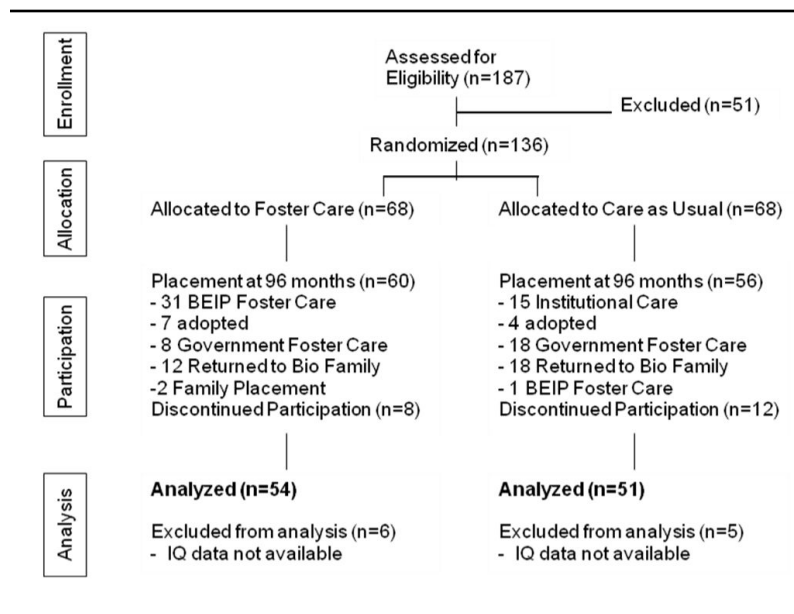 Enrollment
Assessed for
Eligibility (n=187)
Excluded (n=51)
Randomized (n=136)
Allocation
Allocated to Foster Care (n=68)
Allocated to Care as Usual (n=68)
Participation
Placement at 96 months (n=60)
- 31 BEIP Foster Care
- 7 adopted
- 8 Government Foster Care
- 12 Returned to Bio Family
-2 Family Placement
Discontinued Participation (n=8)
Placement at 96 months (n=56)
- 15 Institutional Care
- 4 adopted
- 18 Government Foster Care
- 18 Returned to Bio Family
- 1 BEIP Foster Care
Discontinued Participation (n=12)
Analysis
Analyzed (n=54)
Excluded from analysis (n=6)
- IQ data not available
Analyzed (n=51)
Excluded from analysis (n=5)
- IQ data not available